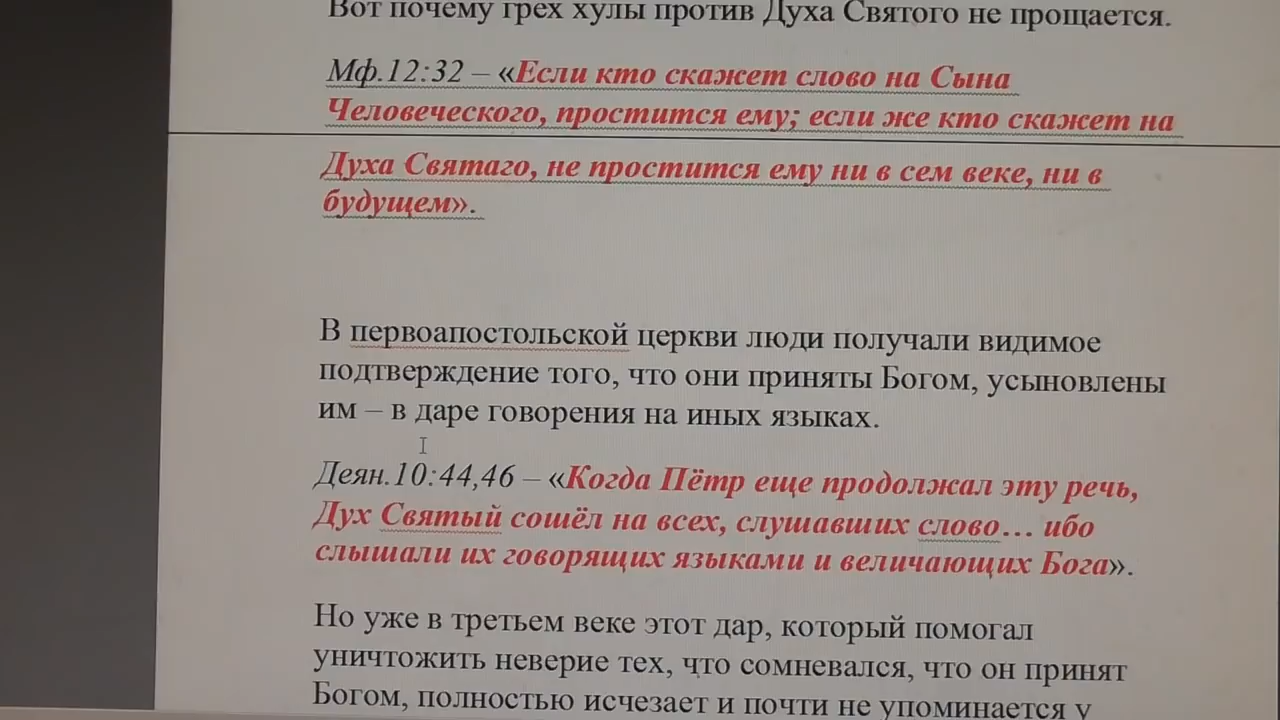 Вот почему грех хулы против Духа Святого не прощается.
Мф.12:32 – «Если кто скажет слово на Сына
Человеческого, простится ему; если же кто скажет на
Духа Святаго, не простится ему ни в сем веке, ни в
будущем».
В первоапостольской церкви люди получали видимое
подтверждение того, что они приняты Богом, усыновлены
им – в даре говорения на иных языках.
Деян.10:44,46 – «Когда Пётр еще продолжал эту речь,
Дух Святый сошёл на всех, слушавших слово… ибо
слышали их говорящих языками и величающих Бога».
Но уже в третьем веке этот дар, который помогал
уничтожить неверие тех, что сомневался, что он принят
Богом, полностью исчезает и почти не упоминается у